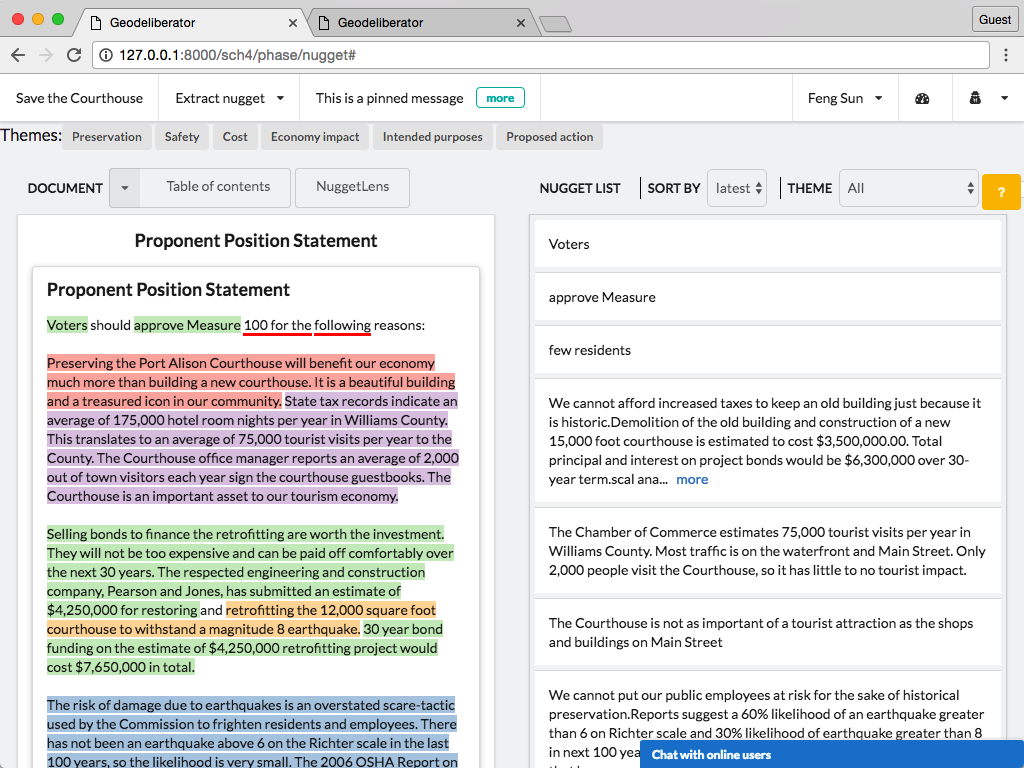 Geodeliberator
Geodeliberator
Guest
127.0.0.1:8000/sch4/phase/nugget#
Save the Courthouse
Extract nugget
This is a pinned message
more
Feng Sun
Themes:
Preservation
Safety
Cost
Economy impact
Intended purposes
Proposed action
DOCUMENT
Table of contents
NuggetLens
NUGGET LIST
SORT BY
latest
THEME
All
?
Proponent Position Statement
Proponent Position Statement
Voters should approve Measure 100 for the following reasons:
Preserving the Port Alison Courthouse will benefit our economy
much more than building a new courthouse. It is a beautiful building
and a treasured icon in our community. State tax records indicate an
average of 175,000 hotel room nights per year in Williams County.
This translates to an average of 75,000 tourist visits per year to the
County. The Courthouse office manager reports an average of 2,000
out of town visitors each year sign the courthouse guestbooks. The
Courthouse is an important asset to our tourism economy.
Selling bonds to finance the retrofitting are worth the investment.
They will not be too expensive and can be paid off comfortably over
the next 30 years. The respected engineering and construction
company, Pearson and Jones, has submitted an estimate of
$4,250,000 for restoring and retrofitting the 12,000 square foot
courthouse to withstand a magnitude 8 earthquake. 30 year bond
funding on the estimate of $4,250,000 retrofitting project would
cost $7,650,000 in total.
The risk of damage due to earthquakes is an overstated scare-tactic
used by the Commission to frighten residents and employees. There
has not been an earthquake above 6 on the Richter scale in the last
100 years, so the likelihood is very small. The 2006 OSHA Report on
Voters
approve Measure
few residents
We cannot afford increased taxes to keep an old building just because it
is historic.Demolition of the old building and construction of a new
15,000 foot courthouse is estimated to cost $3,500,000.00. Total
principal and interest on project bonds would be $6,300,000 over 30-
year term.scal ana... more
The Chamber of Commerce estimates 75,000 tourist visits per year in
Williams County. Most traffic is on the waterfront and Main Street. Only
2,000 people visit the Courthouse, so it has little to no tourist impact.
The Courthouse is not as important of a tourist attraction as the shops
and buildings on Main Street
We cannot put our public employees at risk for the sake of historical
preservation.Reports suggest a 60% likelihood of an earthquake greater
than 6 on Richter scale and 30% likelihood of earthquake greater than 8
in next 100 yea
Chat with online users